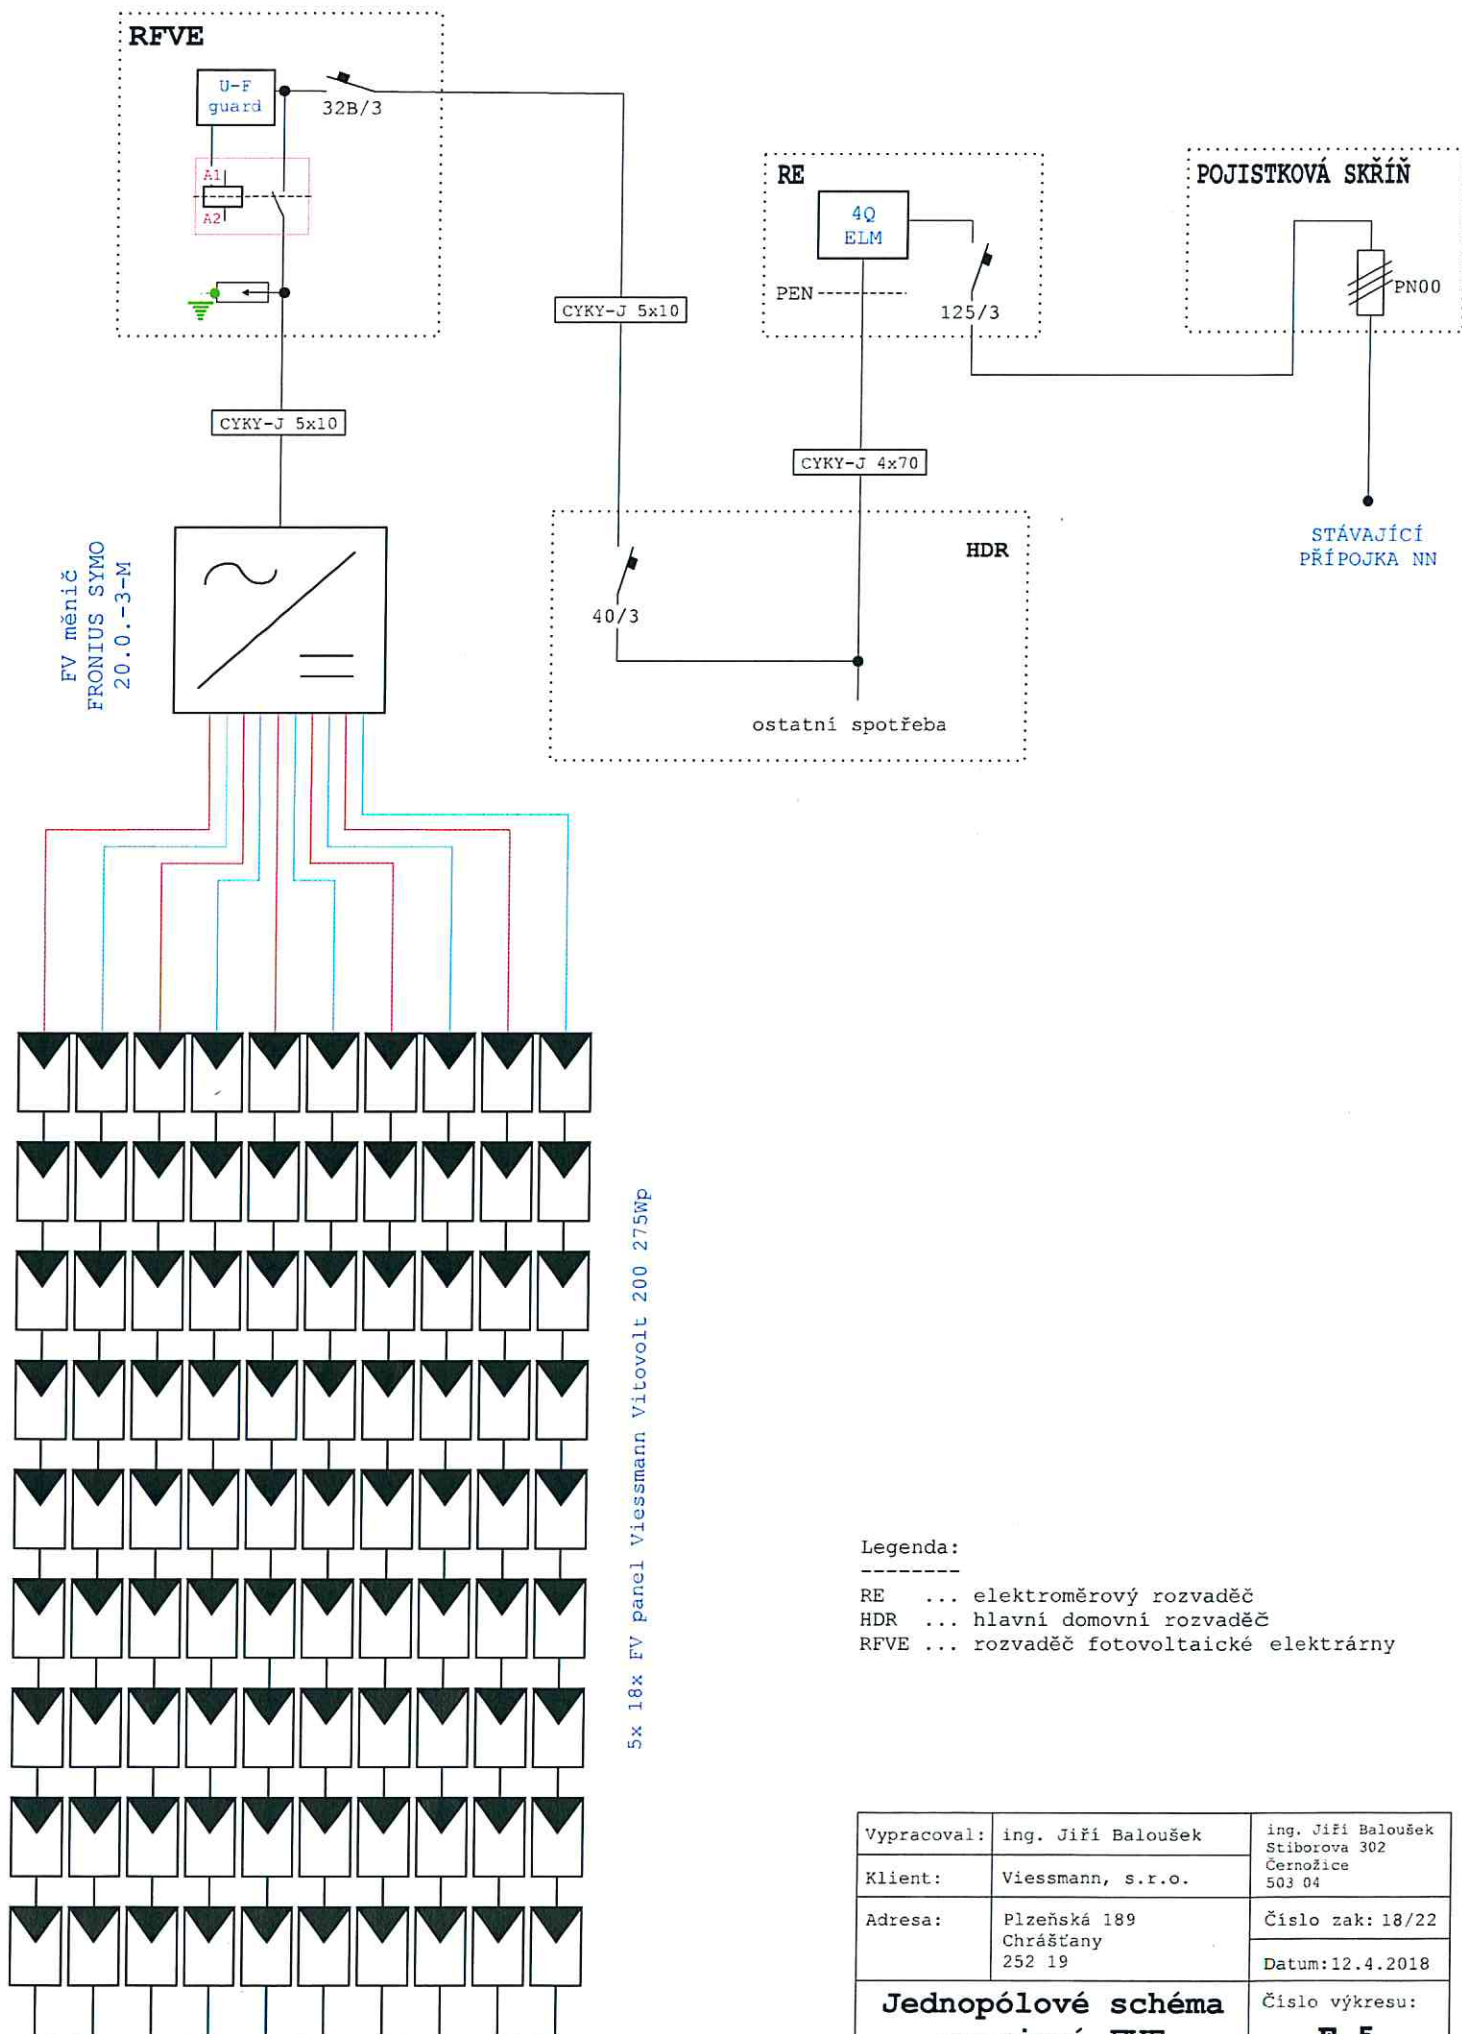 RFVE
U-F
guard
32B/3
A1
A2
CYKY-J 5x10
FV měnič
FRONIUS SYMO
20.0.-3-M
CYKY-J 5x10
RE
4Q
ELM
PEN
125/3
CYKY-J 4x70
POJISTKOVÁ SKŘÍŇ
PN00
STÁVAJÍCÍ
PŘÍPOJKA NN
HDR
40/3
ostatní spotřeba
5x 18x FV panel Viessmann Vitovolt 200 275Wp
Legenda:
--------
RE ... elektroměrový rozvaděč
HDR ... hlavní domovní rozvaděč
RFVE ... rozvaděč fotovoltaické elektrárny
Vypracoval: ing. Jiří Baloušek
ing. Jiří Baloušek
Stiborova 302
Černožice
503 04
Klient: Viessmann, s.r.o.
Adresa: Plzeňská 189
Chrášťany
252 19
Číslo zak: 18/22
Datum:12.4.2018
Jednopólové schéma
Číslo výkresu: